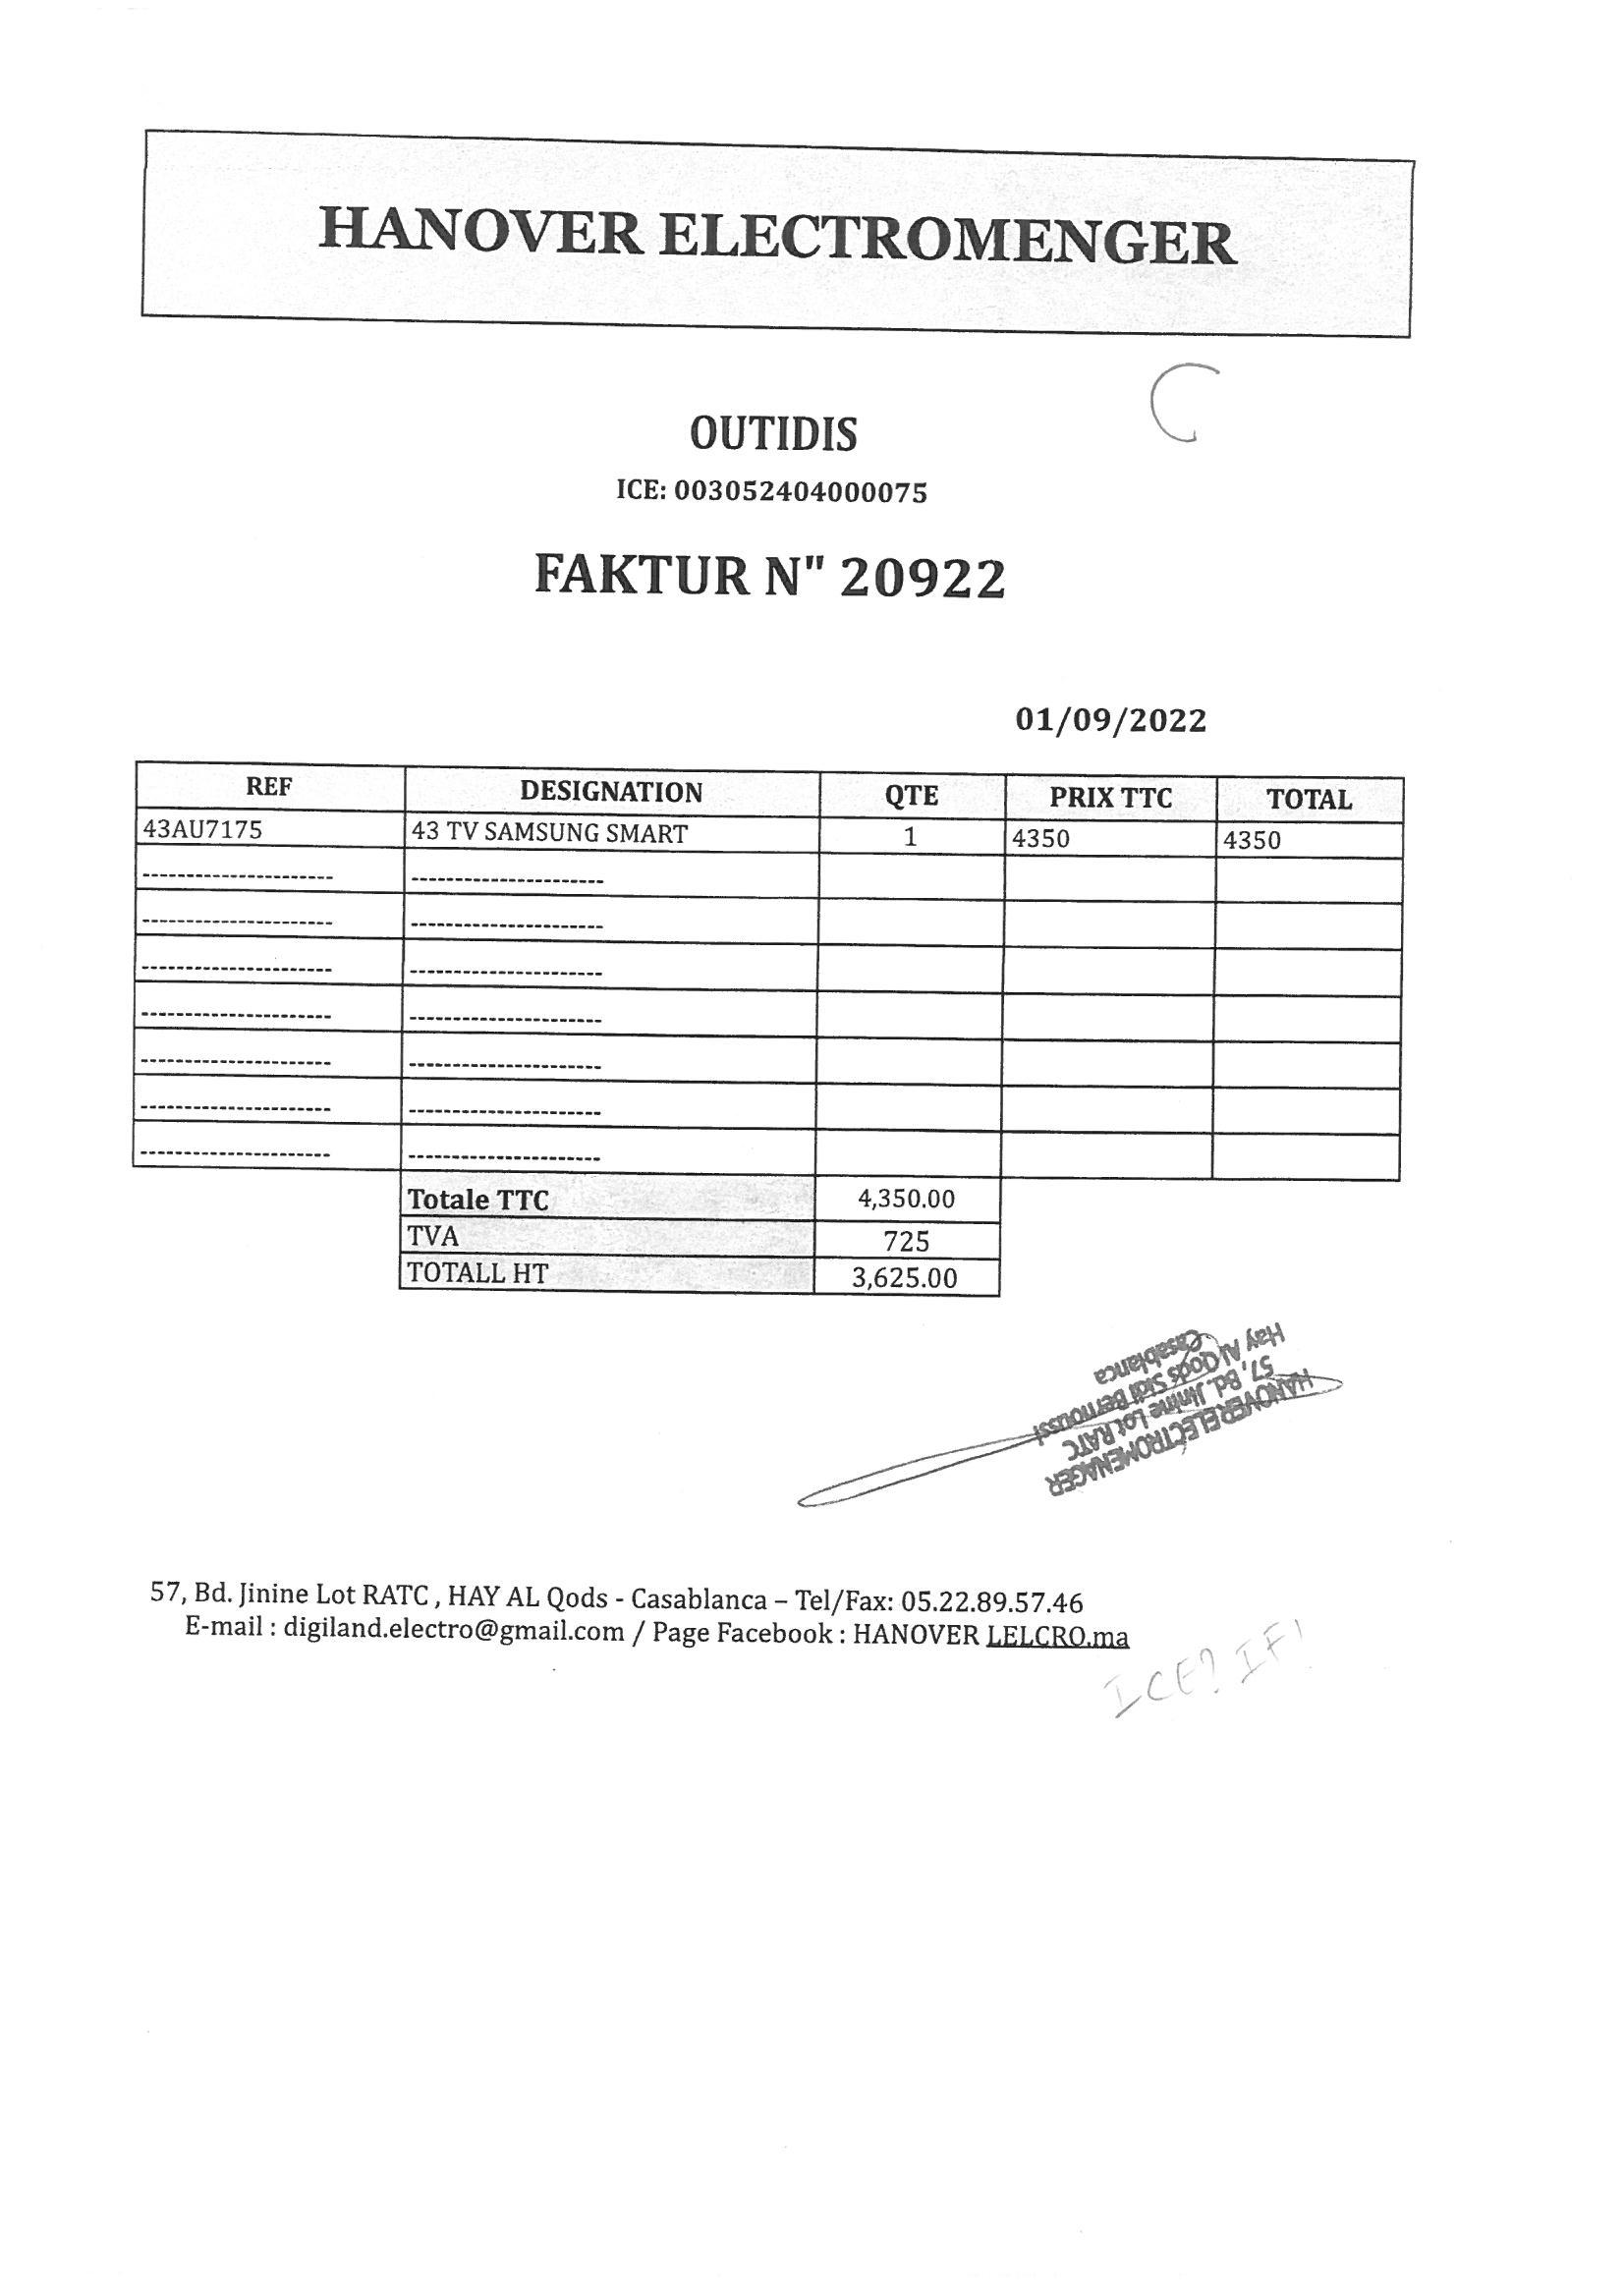 HANOVER ELECTROMENGER
C
OUTIDIS
ICE: 003052404000075
FAKTUR N" 20922
01/09/2022
REF DESIGNATION QTE PRIX TTC TOTAL
43AU7175 43 TV SAMSUNG SMART 1 4350 4350
---------------------- ----------------------
---------------------- ----------------------
---------------------- ----------------------
---------------------- ----------------------
---------------------- ----------------------
---------------------- ----------------------
---------------------- ----------------------
Totale TTC 4,350.00
TVA 725
TOTALL HT 3,625.00
HANOVER ELECTROMENAGER
57, Bd. Jinine Lot RATC
Hay Al Qods Sidi Bernoussi
Casablanca
57, Bd. Jinine Lot RATC , HAY AL Qods - Casablanca – Tel/Fax: 05.22.89.57.46
E-mail : digiland.electro@gmail.com / Page Facebook : HANOVER LELCRO.ma
ICE? IF!